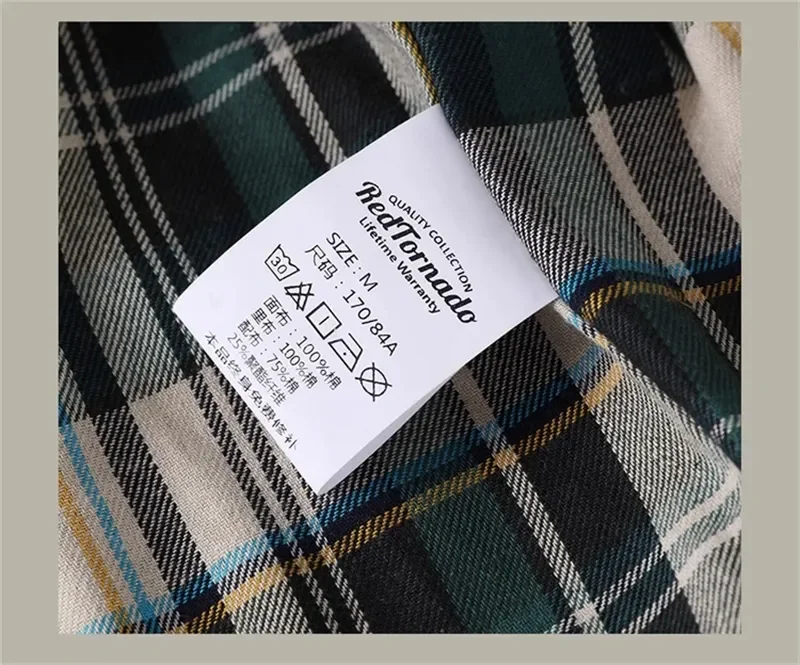 QUALITY COLLECTION
RedTornado
Lifetime Warranty
SIZE: M
尺码：170/84A
30
面布：100%棉
里布：100%棉
配布：75%棉
25%聚酯纤维
本品终身免费修补